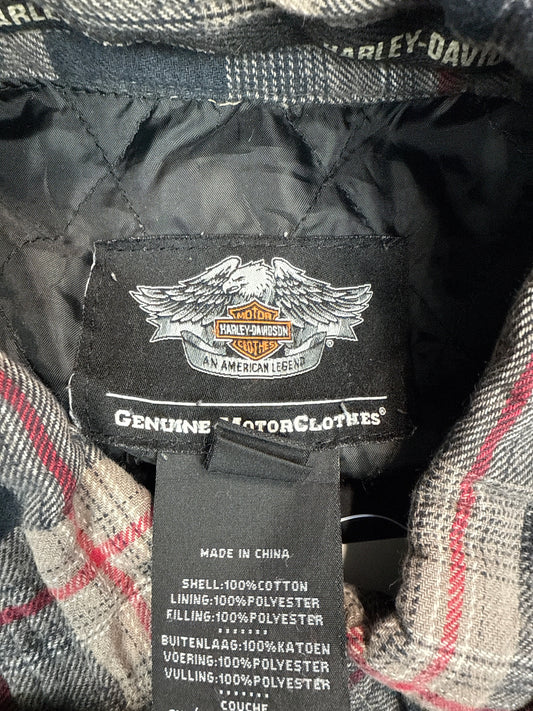 HARLEY-DAVID
MOTOR
HARLEY-DAVIDSON
CLOTHES
®
AN AMERICAN LEGEND
GENUINE MOTORCLOTHES®
MADE IN CHINA
SHELL:100%COTTON
LINING:100%POLYESTER
FILLING:100%POLYESTER
*******
BUITENLAAG:100%KATOEN
VOERING:100%POLYESTER
VULLING:100%POLYESTER
*******
COUCHE